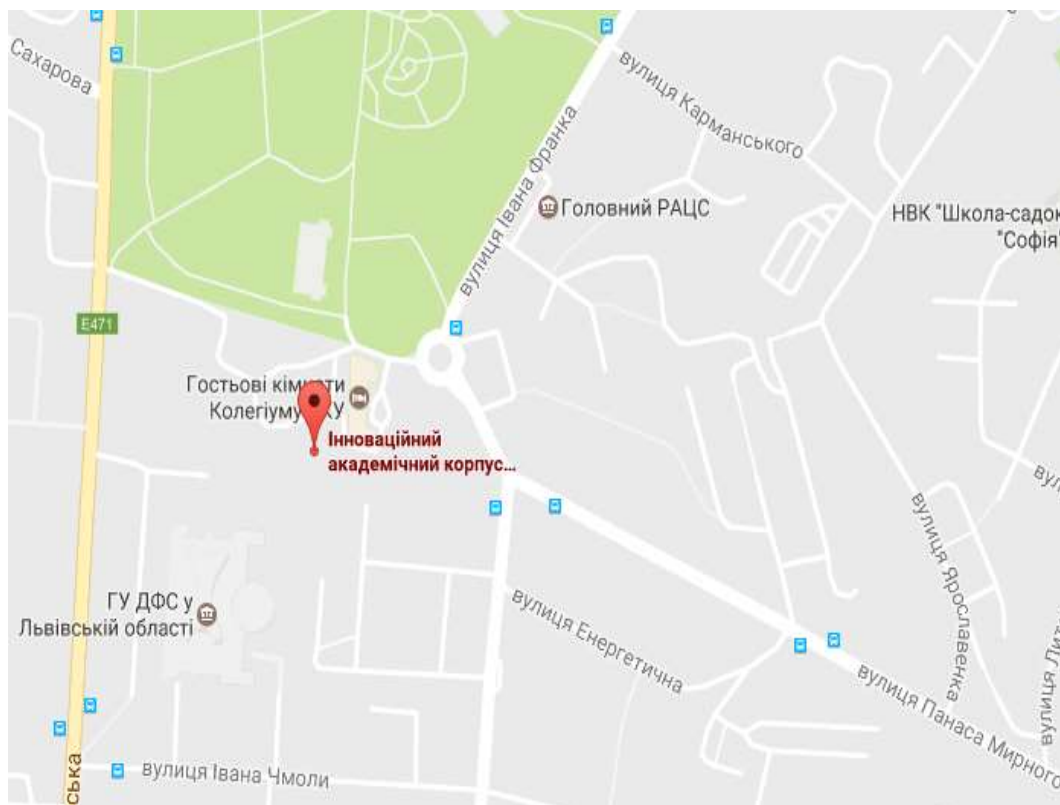 Сахарова
вулиця Карманського
вулиця Івана Франка
Головний РАЦС
НВК "Школа-садок
"Софія"
E471
Гостьові кімнати
Колегіуму
Інноваційний
академічний корпус...
вулиця Ярославенка
ГУ ДФС у
Львівській області
вулиця Енергетична
вулиця Панаса Мирного
вулиця Івана Чмоли
ська
вулиця